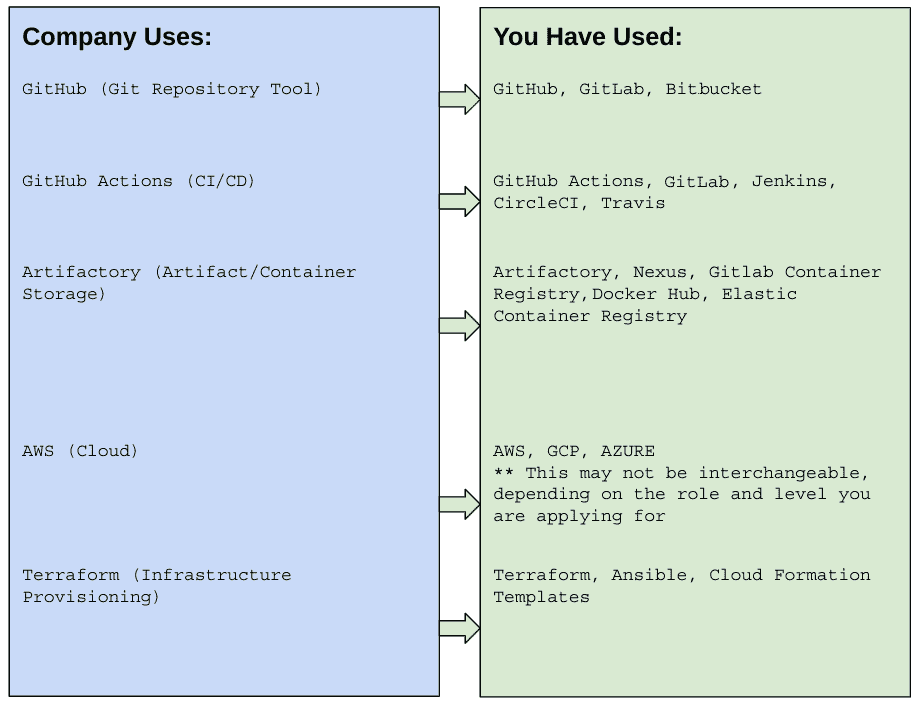 Company Uses:
GitHub (Git Repository Tool)
GitHub Actions (CI/CD)
Artifactory (Artifact/Container
Storage)
AWS (Cloud)
Terraform (Infrastructure
Provisioning)
You Have Used:
GitHub, GitLab, Bitbucket
GitHub Actions, GitLab, Jenkins,
CircleCI, Travis
Artifactory, Nexus, Gitlab Container
Registry,Docker Hub, Elastic
Container Registry
AWS, GCP, AZURE
** This may not be interchangeable,
depending on the role and level you
are applying for
Terraform, Ansible, Cloud Formation
Templates